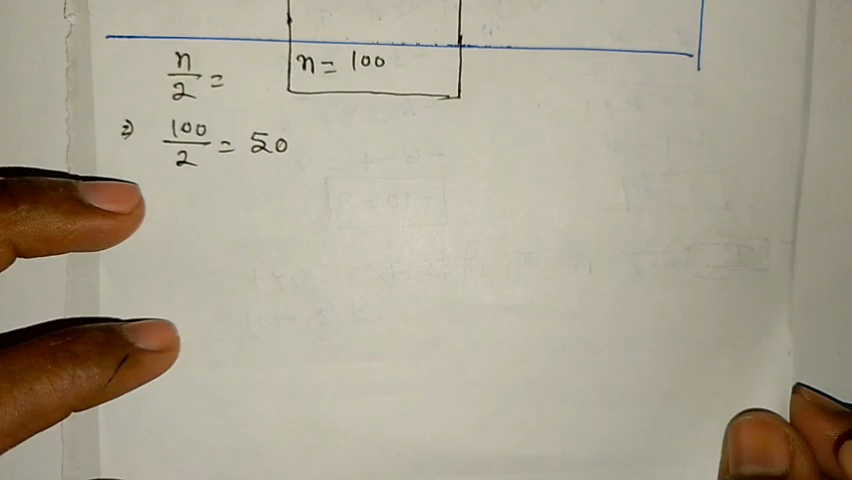 n/2 =
n = 100
⇒ 100/2 = 50